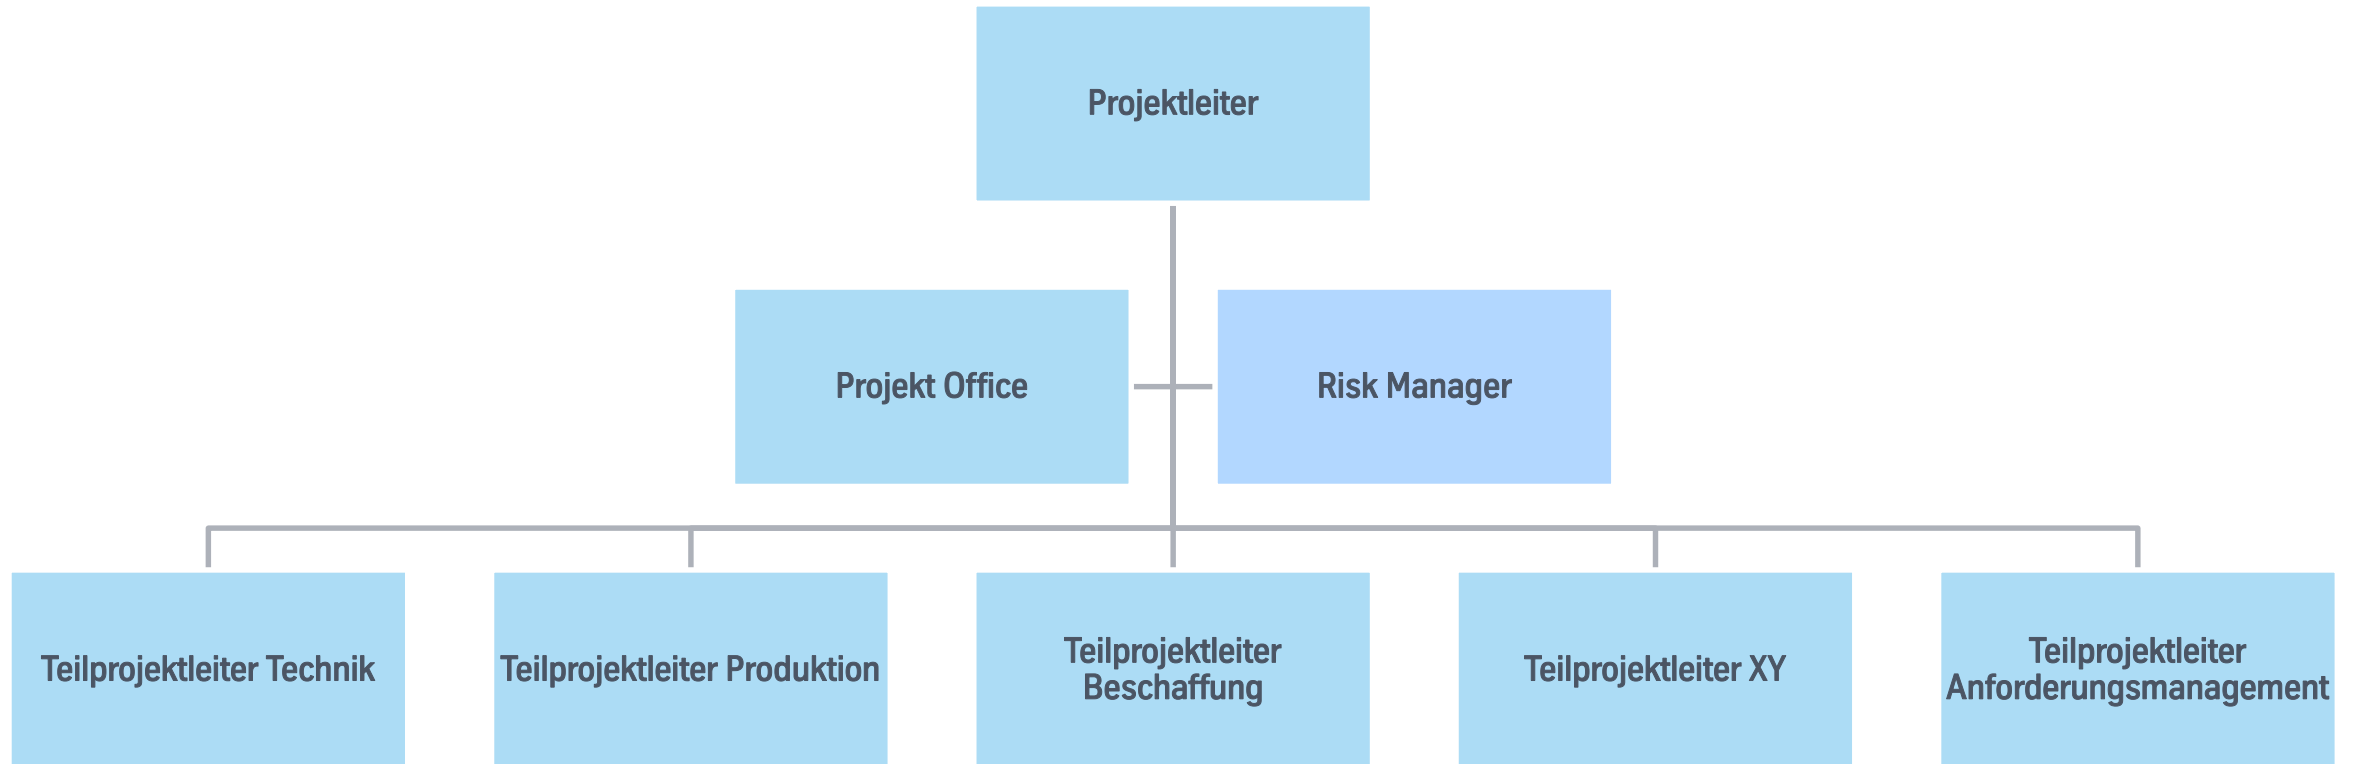 Projektleiter
Projekt Office
Risk Manager
Teilprojektleiter Technik
Teilprojektleiter Produktion
Teilprojektleiter
Beschaffung
Teilprojektleiter XY
Teilprojektleiter
Anforderungsmanagement